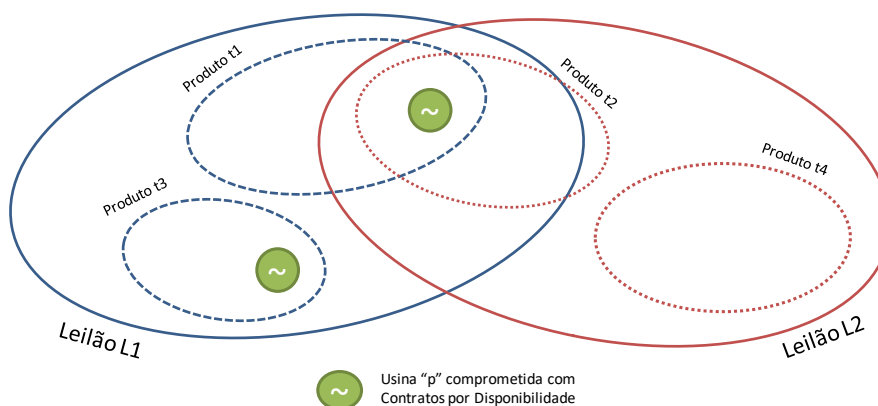 Produto t1
Produto t2
Produto t3
Produto t4
~
~
Leilão L1
Leilão L2
~
Usina "p" comprometida com
Contratos por Disponibilidade